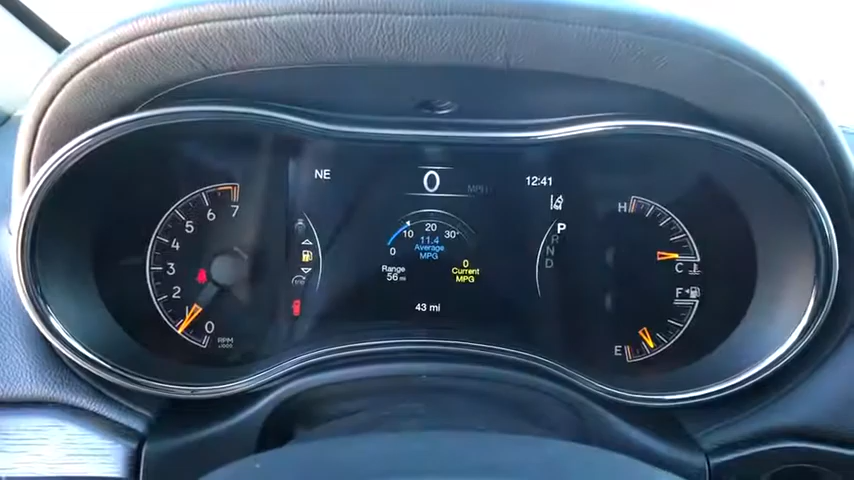 NE
0 MPH
12:41
7
6
5
4
3
2
1
0
RPM
x1000
0 10 20 30
11.4
Average
MPG
Range
56 mi
0
Current
MPG
43 mi
P
R
N
D
H
C
F
E